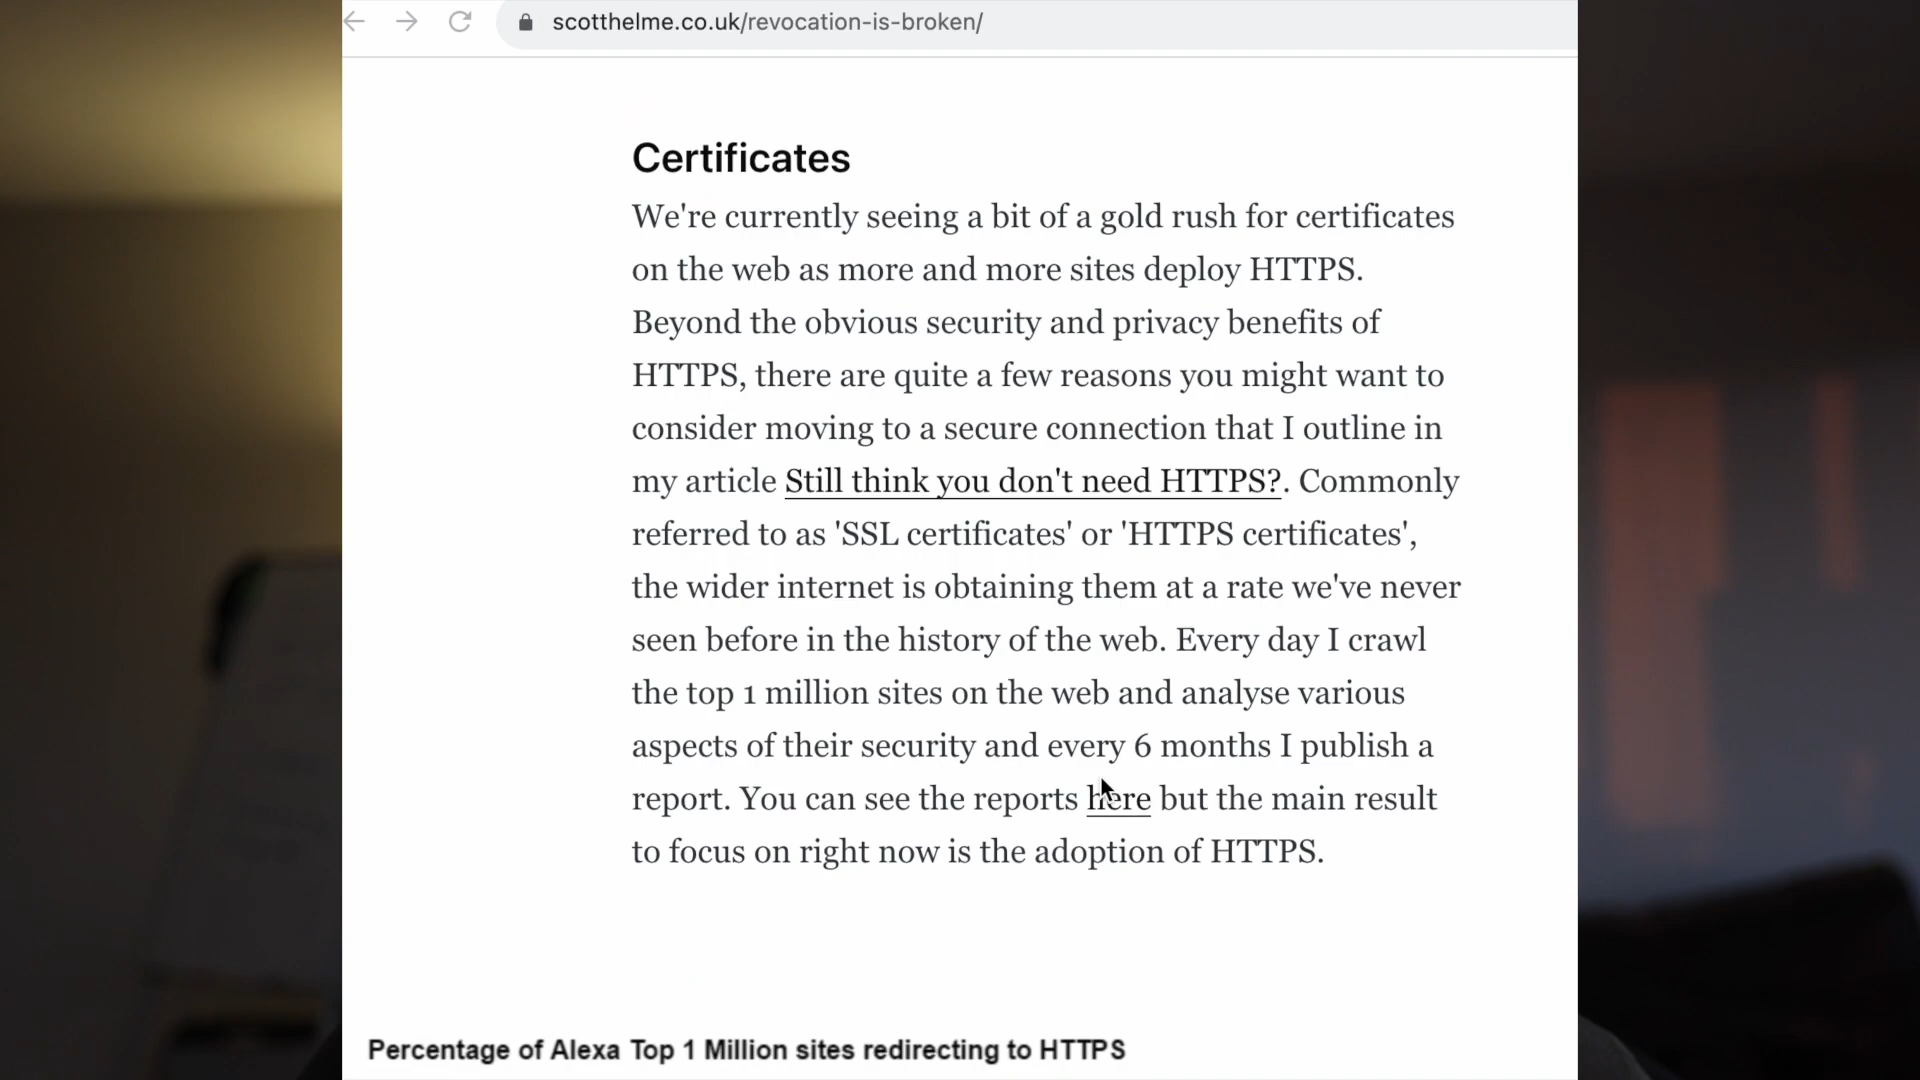 scotthelme.co.uk/revocation-is-broken/
Certificates
We're currently seeing a bit of a gold rush for certificates
on the web as more and more sites deploy HTTPS.
Beyond the obvious security and privacy benefits of
HTTPS, there are quite a few reasons you might want to
consider moving to a secure connection that I outline in
my article Still think you don't need HTTPS?. Commonly
referred to as 'SSL certificates' or 'HTTPS certificates',
the wider internet is obtaining them at a rate we've never
seen before in the history of the web. Every day I crawl
the top 1 million sites on the web and analyse various
aspects of their security and every 6 months I publish a
report. You can see the reports here but the main result
to focus on right now is the adoption of HTTPS.
Percentage of Alexa Top 1 Million sites redirecting to HTTPS